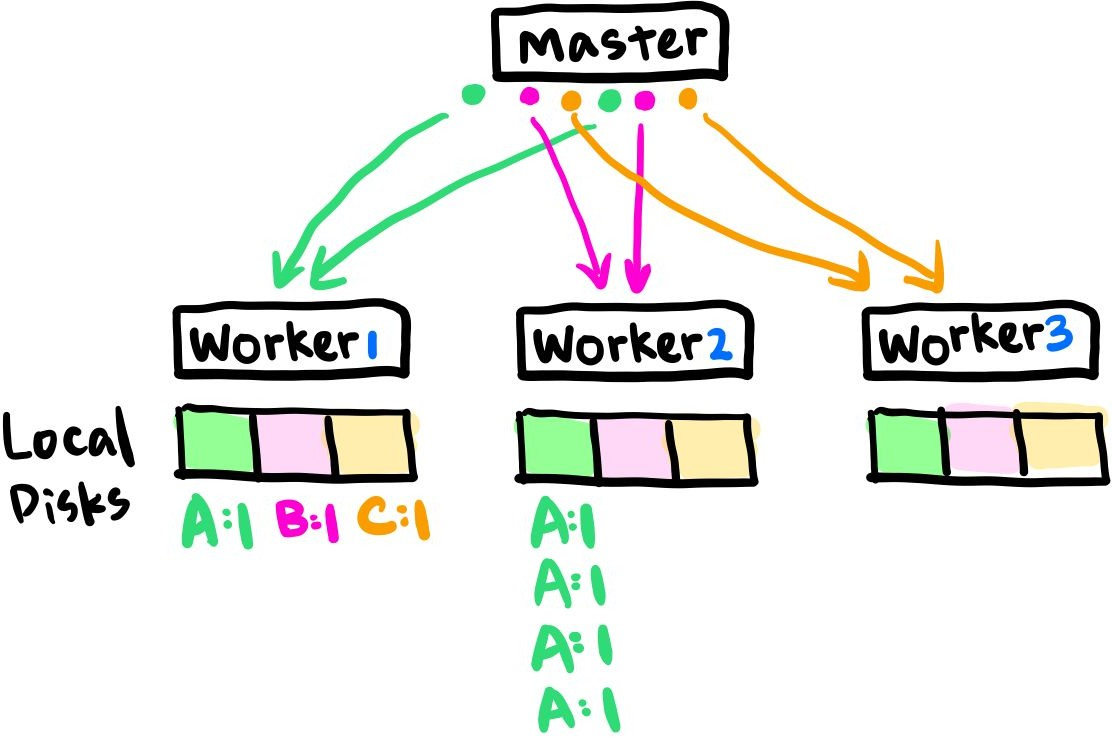 Master
Worker1
Worker2
Worker3
Local
Disks
A:1 B:1 C:1
A:1
A:1
A:1
A:1